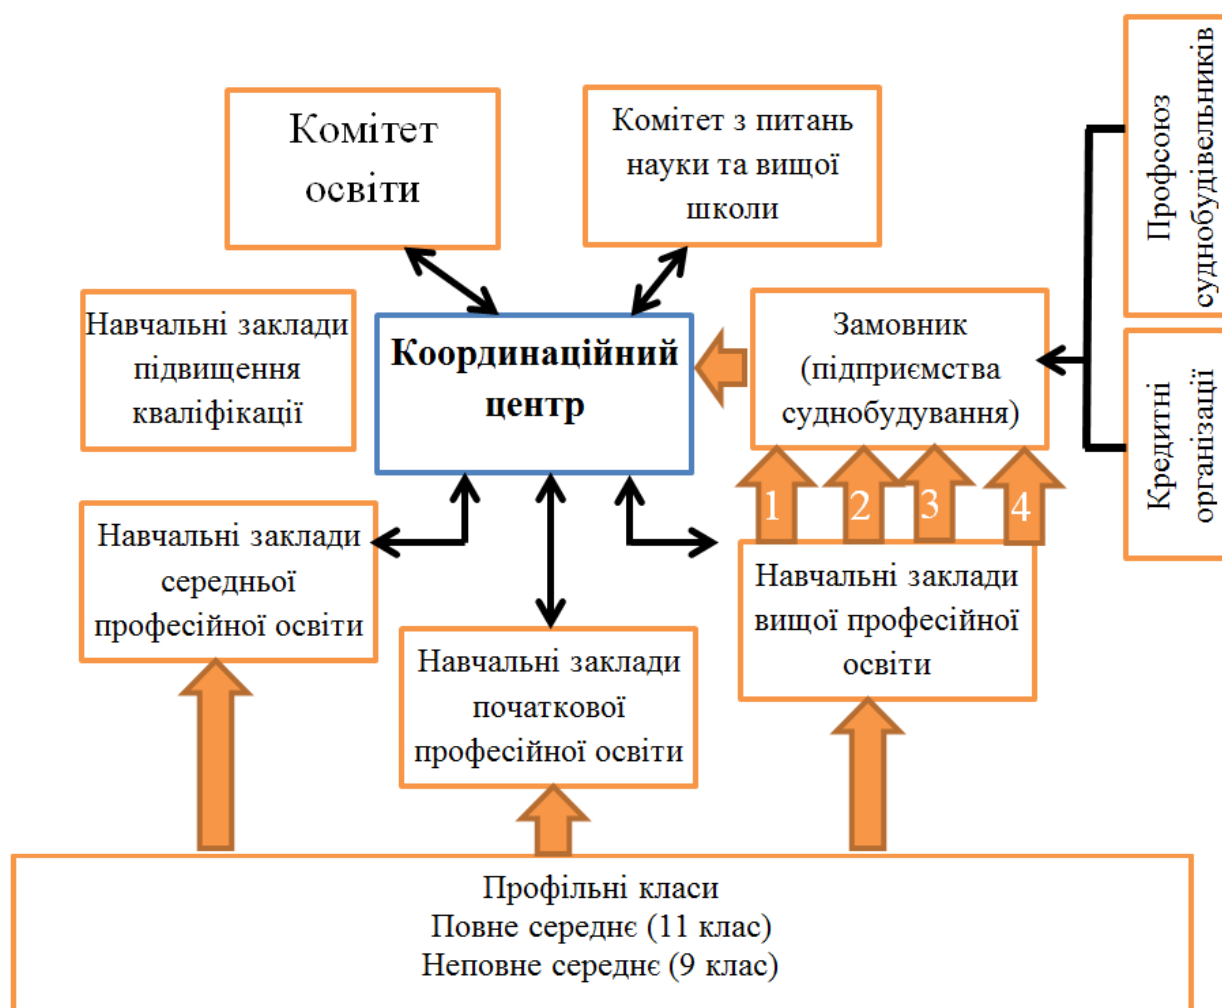 Комітет
освіти
Комітет з питань
науки та вищої
школи
Профсоюз
суднобудівельників
Навчальні заклади
підвищення
кваліфікації
Координаційний
центр
Замовник
(підприємства
суднобудування)
Кредитні
організації
1
2
3
4
Навчальні заклади
середньої
професійної освіти
Навчальні заклади
початкової
професійної освіти
Навчальні заклади
вищої професійної
освіти
Профільні класи
Повне середнє (11 клас)
Неповне середнє (9 клас)